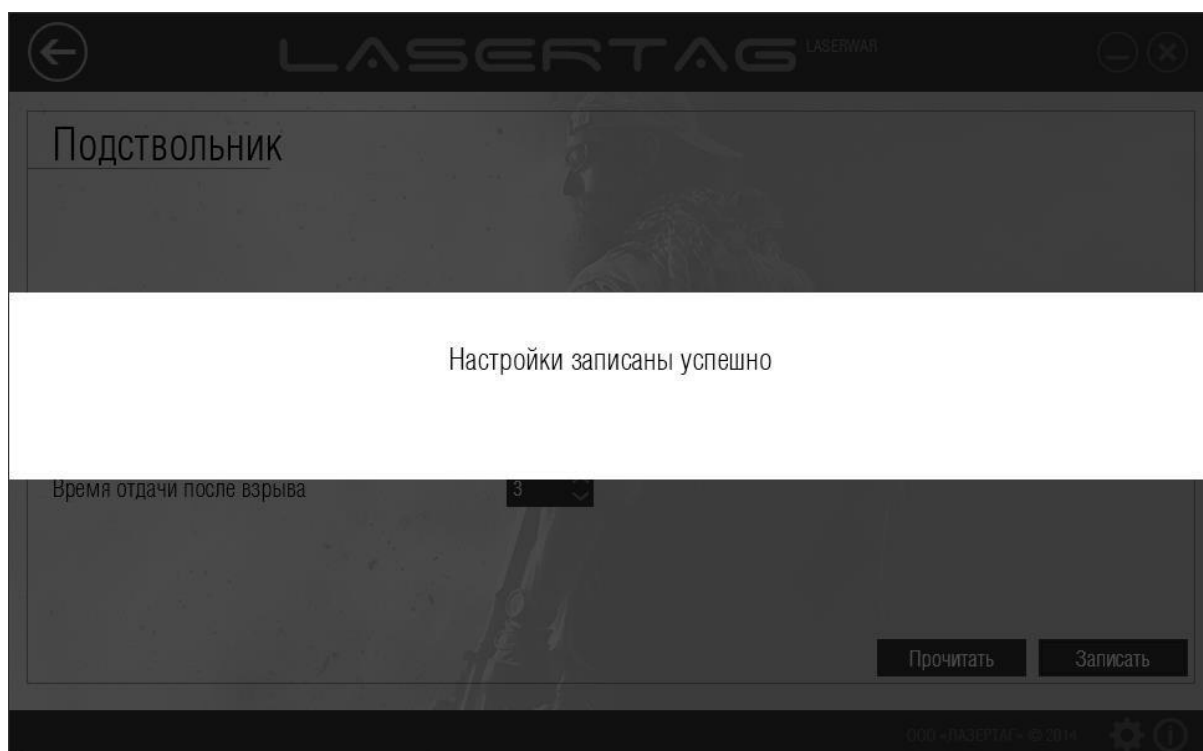 LASERTAG LASERWAR
Подствольник
Настройки записаны успешно
Время отдачи после взрыва 3
Прочитать Записать
ООО «ЛАЗЕРТАГ» © 2014